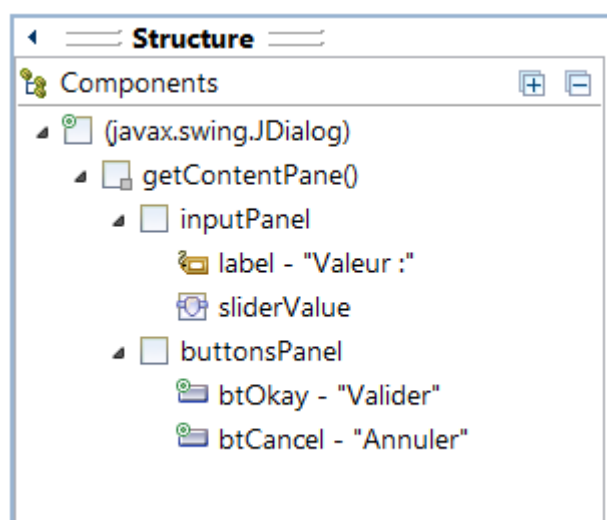 Structure
Components
(javax.swing.JDialog)
getContentPane()
inputPanel
label - "Valeur :"
sliderValue
buttonsPanel
btOkay - "Valider"
btCancel - "Annuler"